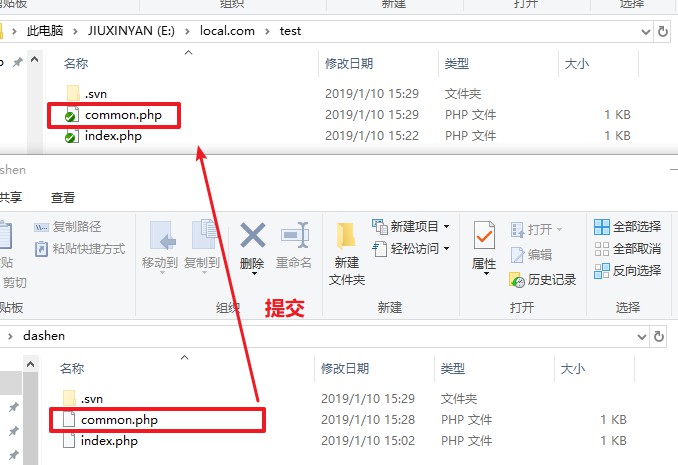 剪贴板 组织 新建 打开 选择
此电脑 JIUXINYAN (E:) local.com test
名称 修改日期 类型 大小
.svn 2019/1/10 15:29 文件夹
common.php 2019/1/10 15:29 PHP 文件 1 KB
index.php 2019/1/10 15:22 PHP 文件 1 KB
dashen
共享 查看
粘贴 复制路径 粘贴快捷方式 剪切
移动到 复制到 删除 重命名
新建 文件夹 新建项目 轻松访问
属性 打开 编辑 历史记录
全部选择 全部取消 反向选择
贴板 组织 新建 打开 选择
提交
dashen
名称 修改日期 类型 大小
.svn 2019/1/10 15:29 文件夹
common.php 2019/1/10 15:28 PHP 文件 1 KB
index.php 2019/1/10 15:02 PHP 文件 1 KB